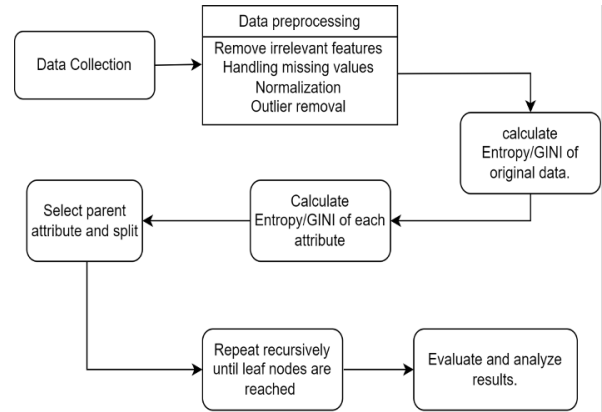 Data Collection
Data preprocessing
Remove irrelevant features
Handling missing values
Normalization
Outlier removal
calculate
Entropy/GINI of
original data.
Calculate
Entropy/GINI of each
attribute
Select parent
attribute and split
Repeat recursively
until leaf nodes are
reached
Evaluate and analyze
results.